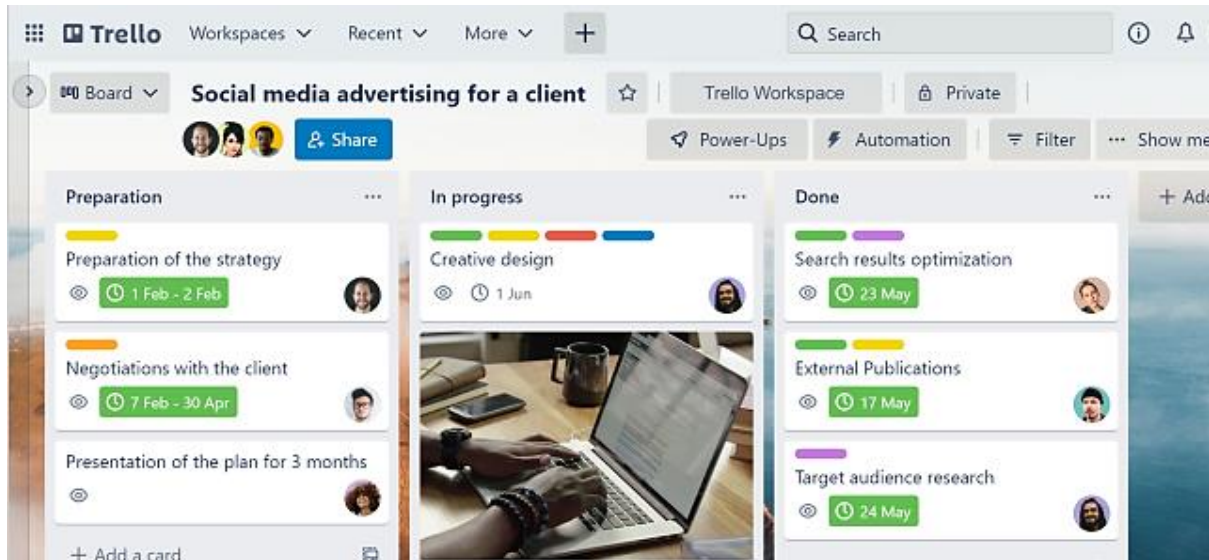 Trello Workspaces Recent More + Search
Board Social media advertising for a client Trello Workspace Private
Share Power-Ups Automation Filter ... Show me
Preparation ...
Preparation of the strategy
1 Feb - 2 Feb
Negotiations with the client
7 Feb - 30 Apr
Presentation of the plan for 3 months
+ Add a card
In progress ...
Creative design
1 Jun
Done ...
Search results optimization
23 May
External Publications
17 May
Target audience research
24 May
+ Add